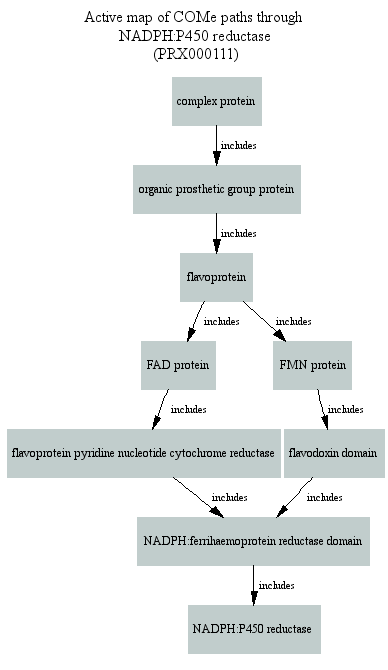 Active map of COMe paths through
NADPH:P450 reductase
(PRX000111)
complex protein
includes
organic prosthetic group protein
includes
flavoprotein
includes includes
FAD protein FMN protein
includes includes
flavoprotein pyridine nucleotide cytochrome reductase flavodoxin domain
includes includes
NADPH:ferrihaemoprotein reductase domain
includes
NADPH:P450 reductase